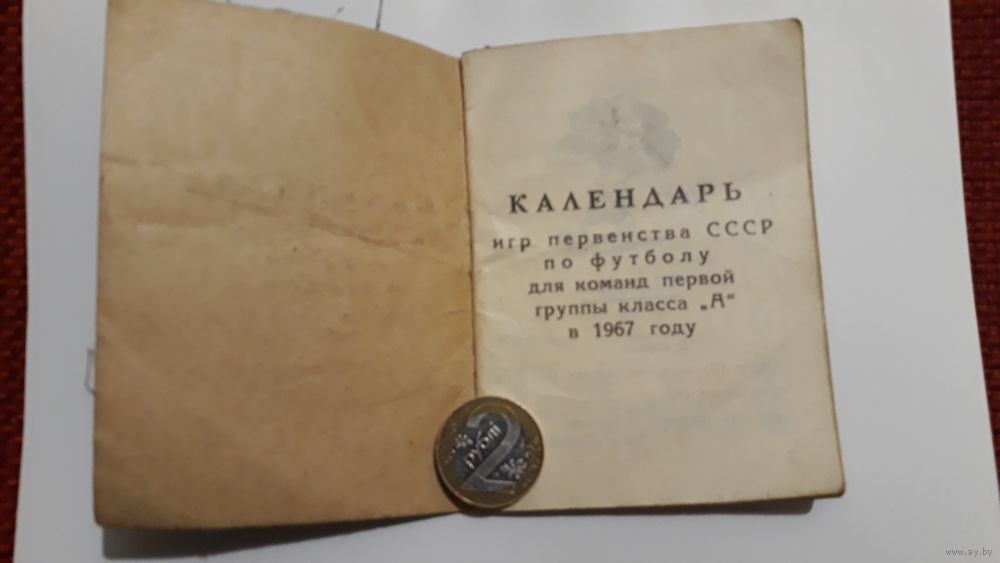 КАЛЕНДАРЬ
игр первенства СССР
по футболу
для команд первой
группы класса „А“
в 1967 году
2
рублі
www.ay.by